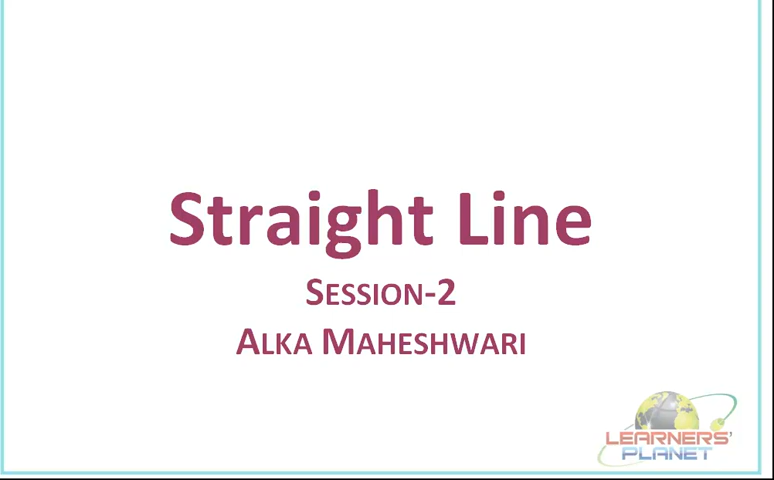 Straight Line
SESSION-2
ALKA MAHESHWARI
LEARNERS'
PLANET